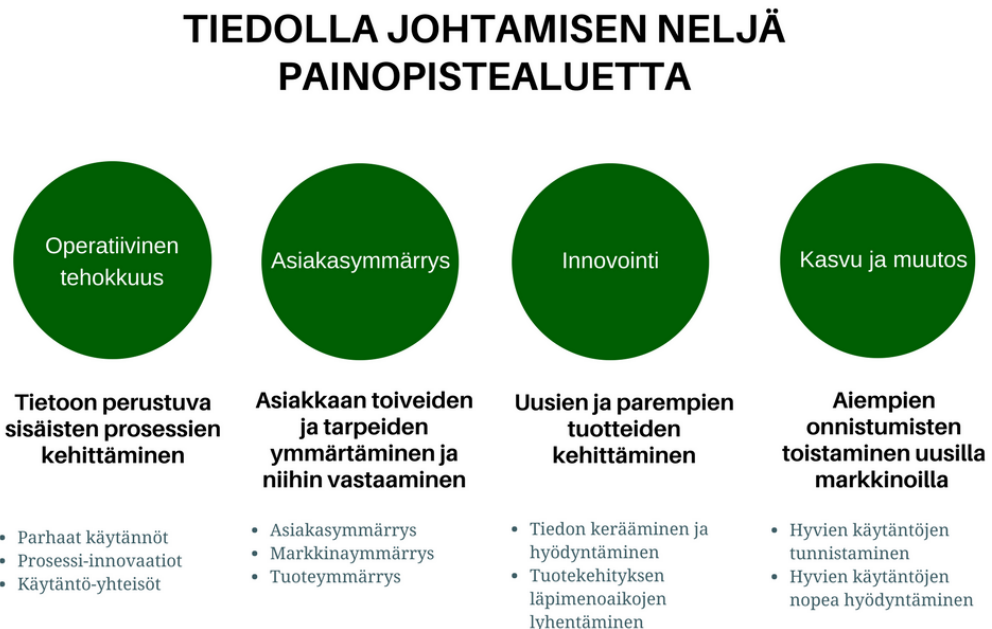 TIEDOLLA JOHTAMISEN NELJÄ
PAINOPISTEALUETTA
Operatiivinen
tehokkuus
Tietoon perustuva
sisäisten prosessien
kehittäminen
• Parhaat käytännöt
• Prosessi-innovaatiot
• Käytäntö-yhteisöt
Asiakasymmärrys
Asiakkaan toiveiden
ja tarpeiden
ymmärtäminen ja
niihin vastaaminen
• Asiakasymmärrys
• Markkinaymmärrys
• Tuoteymmärrys
Innovointi
Uusien ja parempien
tuotteiden
kehittäminen
• Tiedon kerääminen ja
hyödyntäminen
• Tuotekehityksen
läpimenoaikojen
lyhentäminen
Kasvu ja muutos
Aiempien
onnistumisten
toistaminen uusilla
markkinoilla
• Hyvien käytäntöjen
tunnistaminen
• Hyvien käytäntöjen
nopea hyödyntäminen